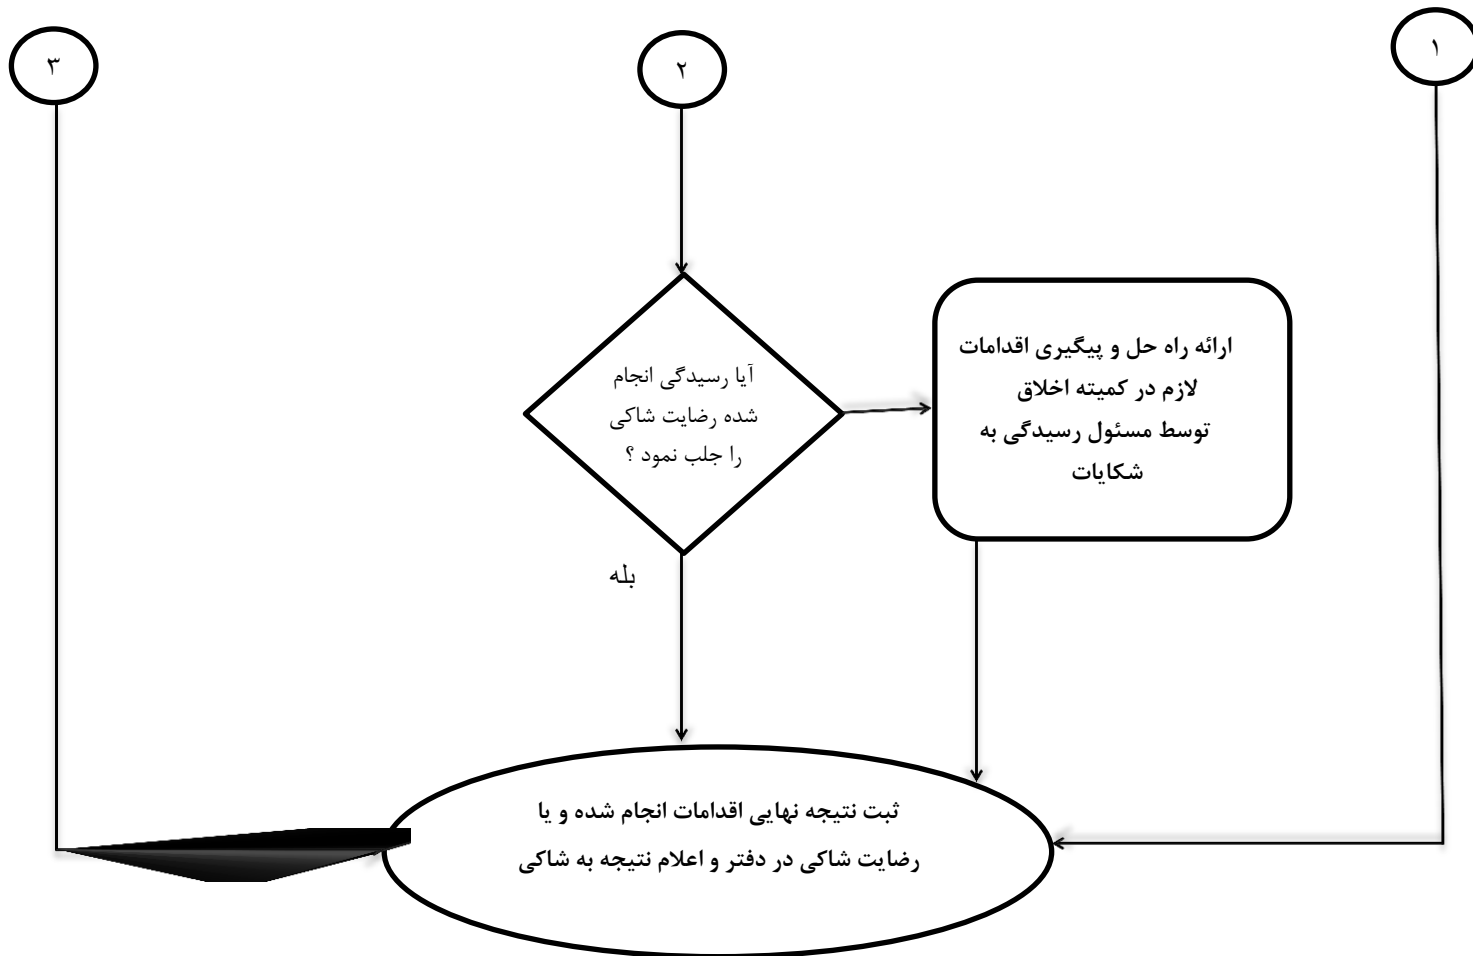 ۱
۲
۳
آیا رسیدگی انجام
شده رضایت شاکی
را جلب نمود ؟
ارائه راه حل و پیگیری اقدامات
لازم در کمیته اخلاق
توسط مسئول رسیدگی به
شکایات
بله
ثبت نتیجه نهایی اقدامات انجام شده و یا
رضایت شاکی در دفتر و اعلام نتیجه به شاکی